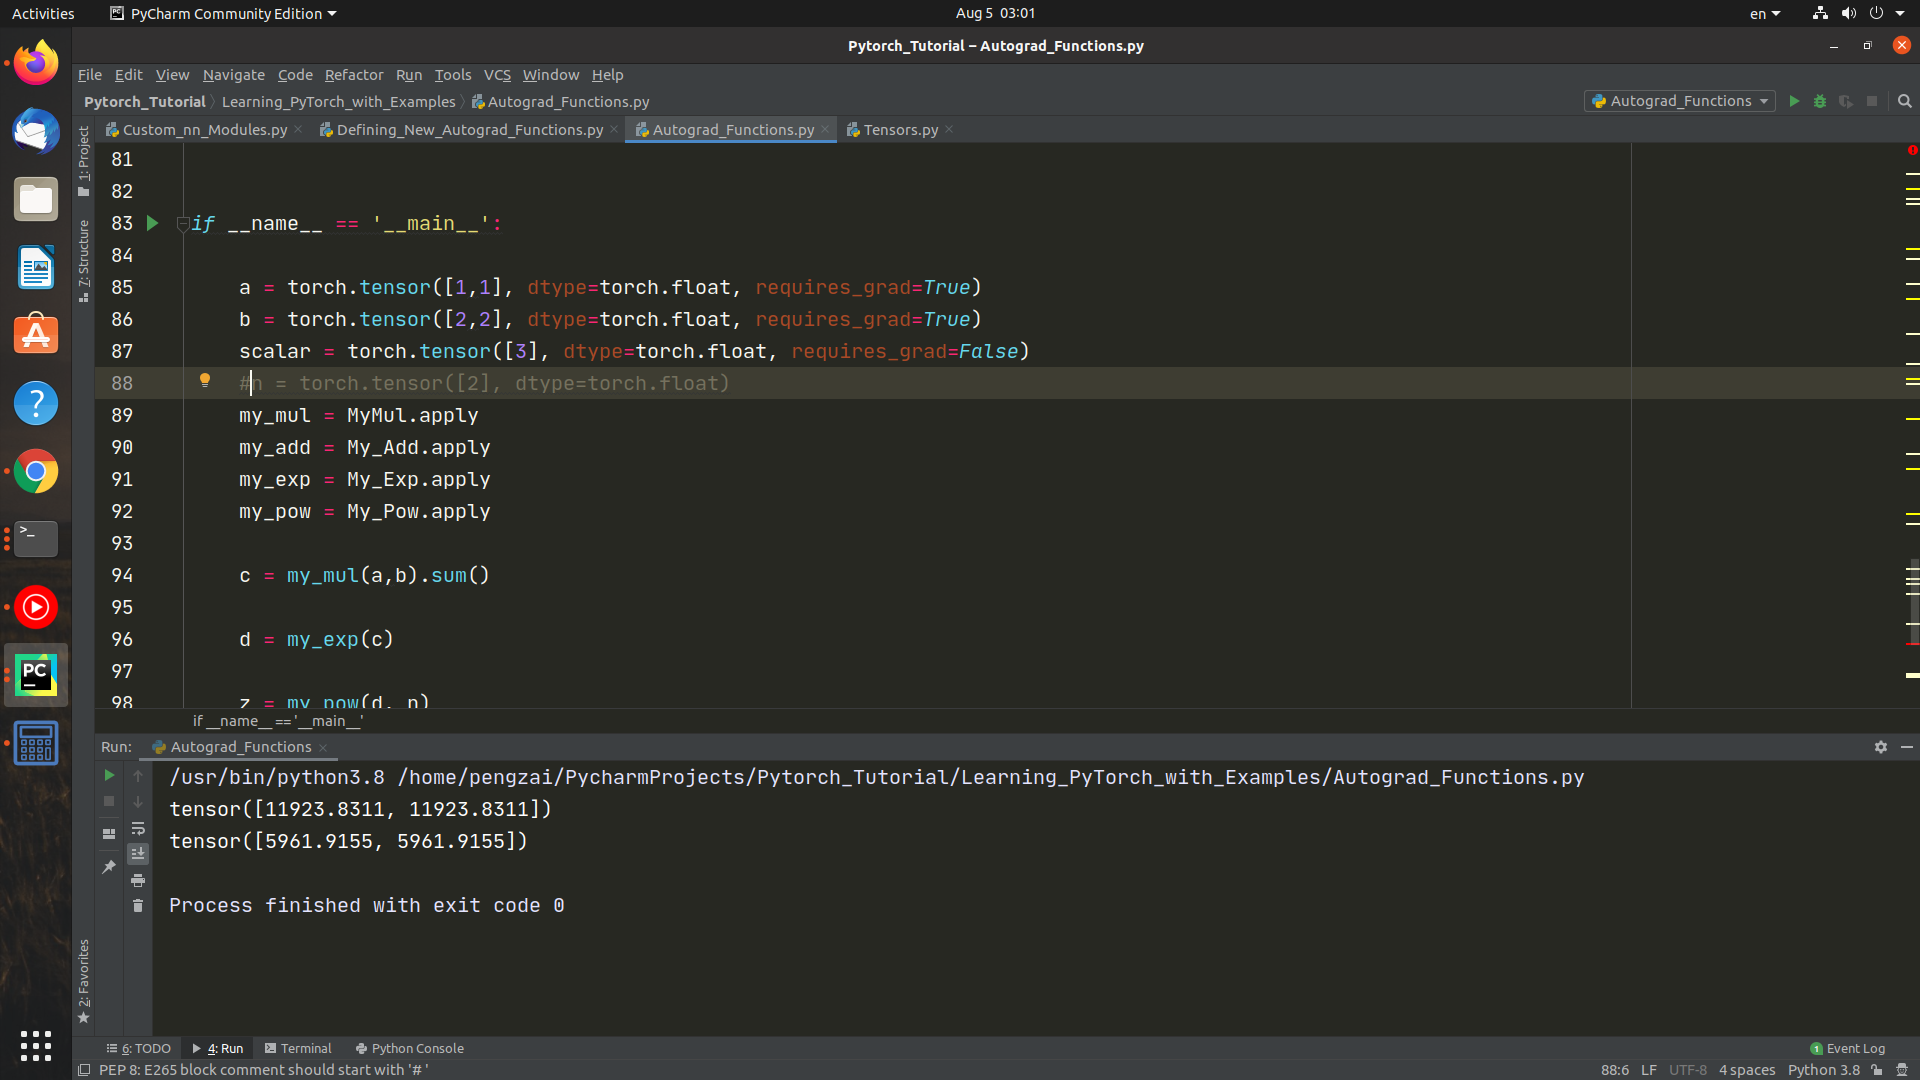 Activities
PyCharm Community Edition
Aug 5 03:01
en
Pytorch_Tutorial – Autograd_Functions.py
File Edit View Navigate Code Refactor Run Tools VCS Window Help
Pytorch_Tutorial Learning_PyTorch_with_Examples Autograd_Functions.py
Autograd_Functions
Custom_nn_Modules.py Defining_New_Autograd_Functions.py Autograd_Functions.py Tensors.py
1: Project
7: Structure
2: Favorites
81
82
83 if __name__ == '__main__':
84
85 a = torch.tensor([1,1], dtype=torch.float, requires_grad=True)
86 b = torch.tensor([2,2], dtype=torch.float, requires_grad=True)
87 scalar = torch.tensor([3], dtype=torch.float, requires_grad=False)
88 #n = torch.tensor([2], dtype=torch.float)
89 my_mul = MyMul.apply
90 my_add = My_Add.apply
91 my_exp = My_Exp.apply
92 my_pow = My_Pow.apply
93
94 c = my_mul(a,b).sum()
95
96 d = my_exp(c)
97
98 z = my_pow(d, n)
if __name__ == '__main__'
Run: Autograd_Functions
/usr/bin/python3.8 /home/pengzai/PycharmProjects/Pytorch_Tutorial/Learning_PyTorch_with_Examples/Autograd_Functions.py
tensor([11923.8311, 11923.8311])
tensor([5961.9155, 5961.9155])
Process finished with exit code 0
6: TODO 4: Run Terminal Python Console
1 Event Log
PEP 8: E265 block comment should start with '# '
88:6 LF UTF-8 4 spaces Python 3.8
PC
>_
?